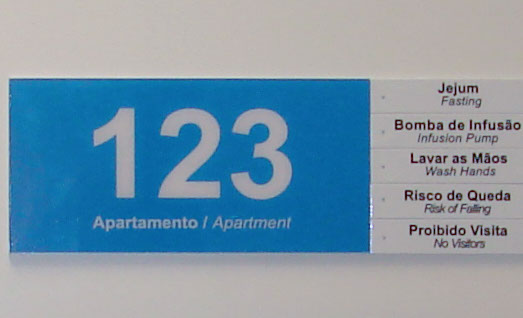 123
Apartamento / Apartment
Jejum
Fasting
Bomba de Infusão
Infusion Pump
Lavar as Mãos
Wash Hands
Risco de Queda
Risk of Falling
Proibido Visita
No Visitors